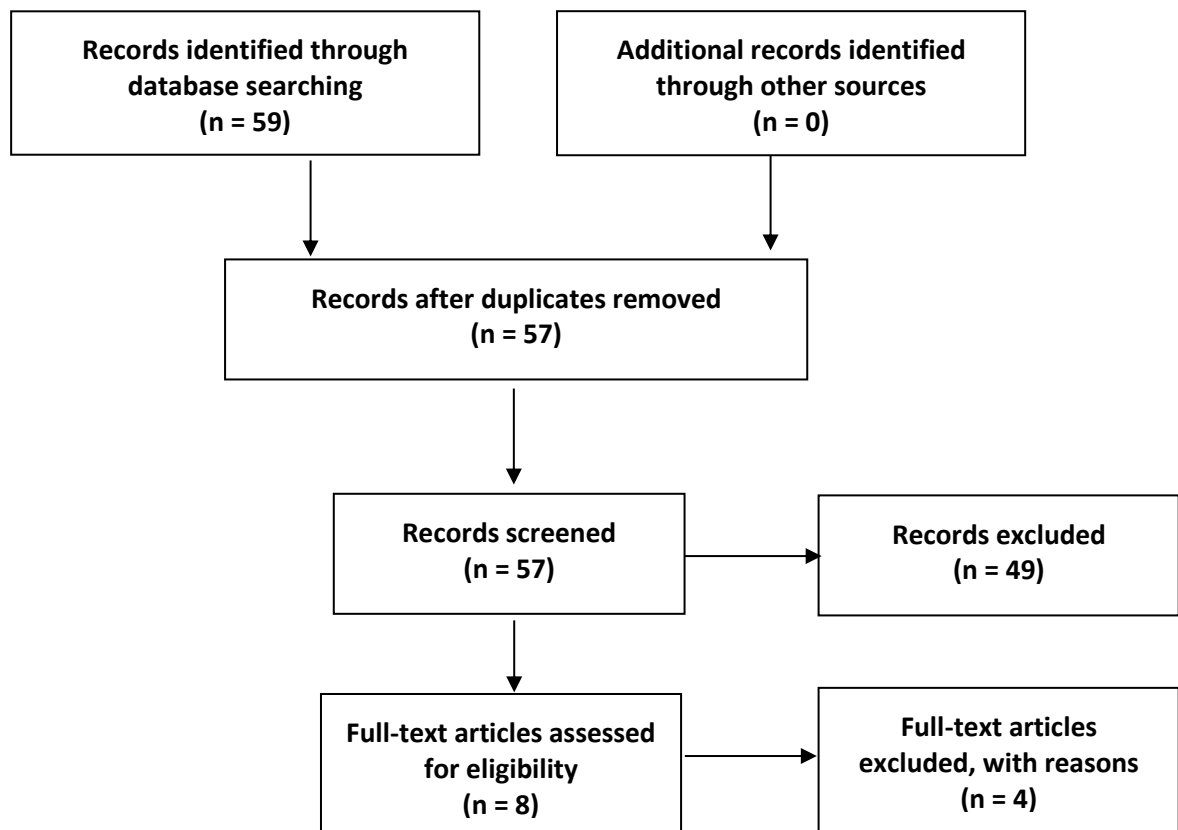 Records identified through
database searching
(n = 59)
Additional records identified
through other sources
(n = 0)
Records after duplicates removed
(n = 57)
Records screened
(n = 57)
Records excluded
(n = 49)
Full-text articles assessed
for eligibility
(n = 8)
Full-text articles
excluded, with reasons
(n = 4)